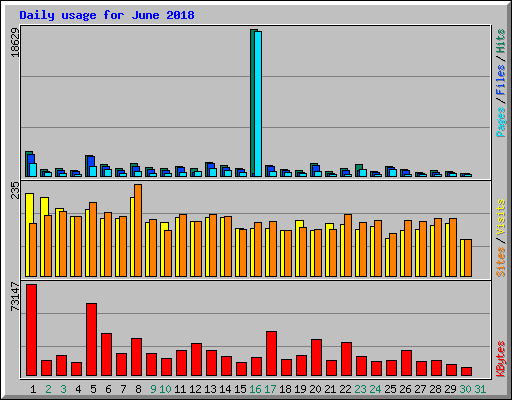 Daily usage for June 2018
18629
Pages / Files / Hits
235
Sites / Visits
73147
KBytes
1 2 3 4 5 6 7 8 9 10 11 12 13 14 15 16 17 18 19 20 21 22 23 24 25 26 27 28 29 30 31